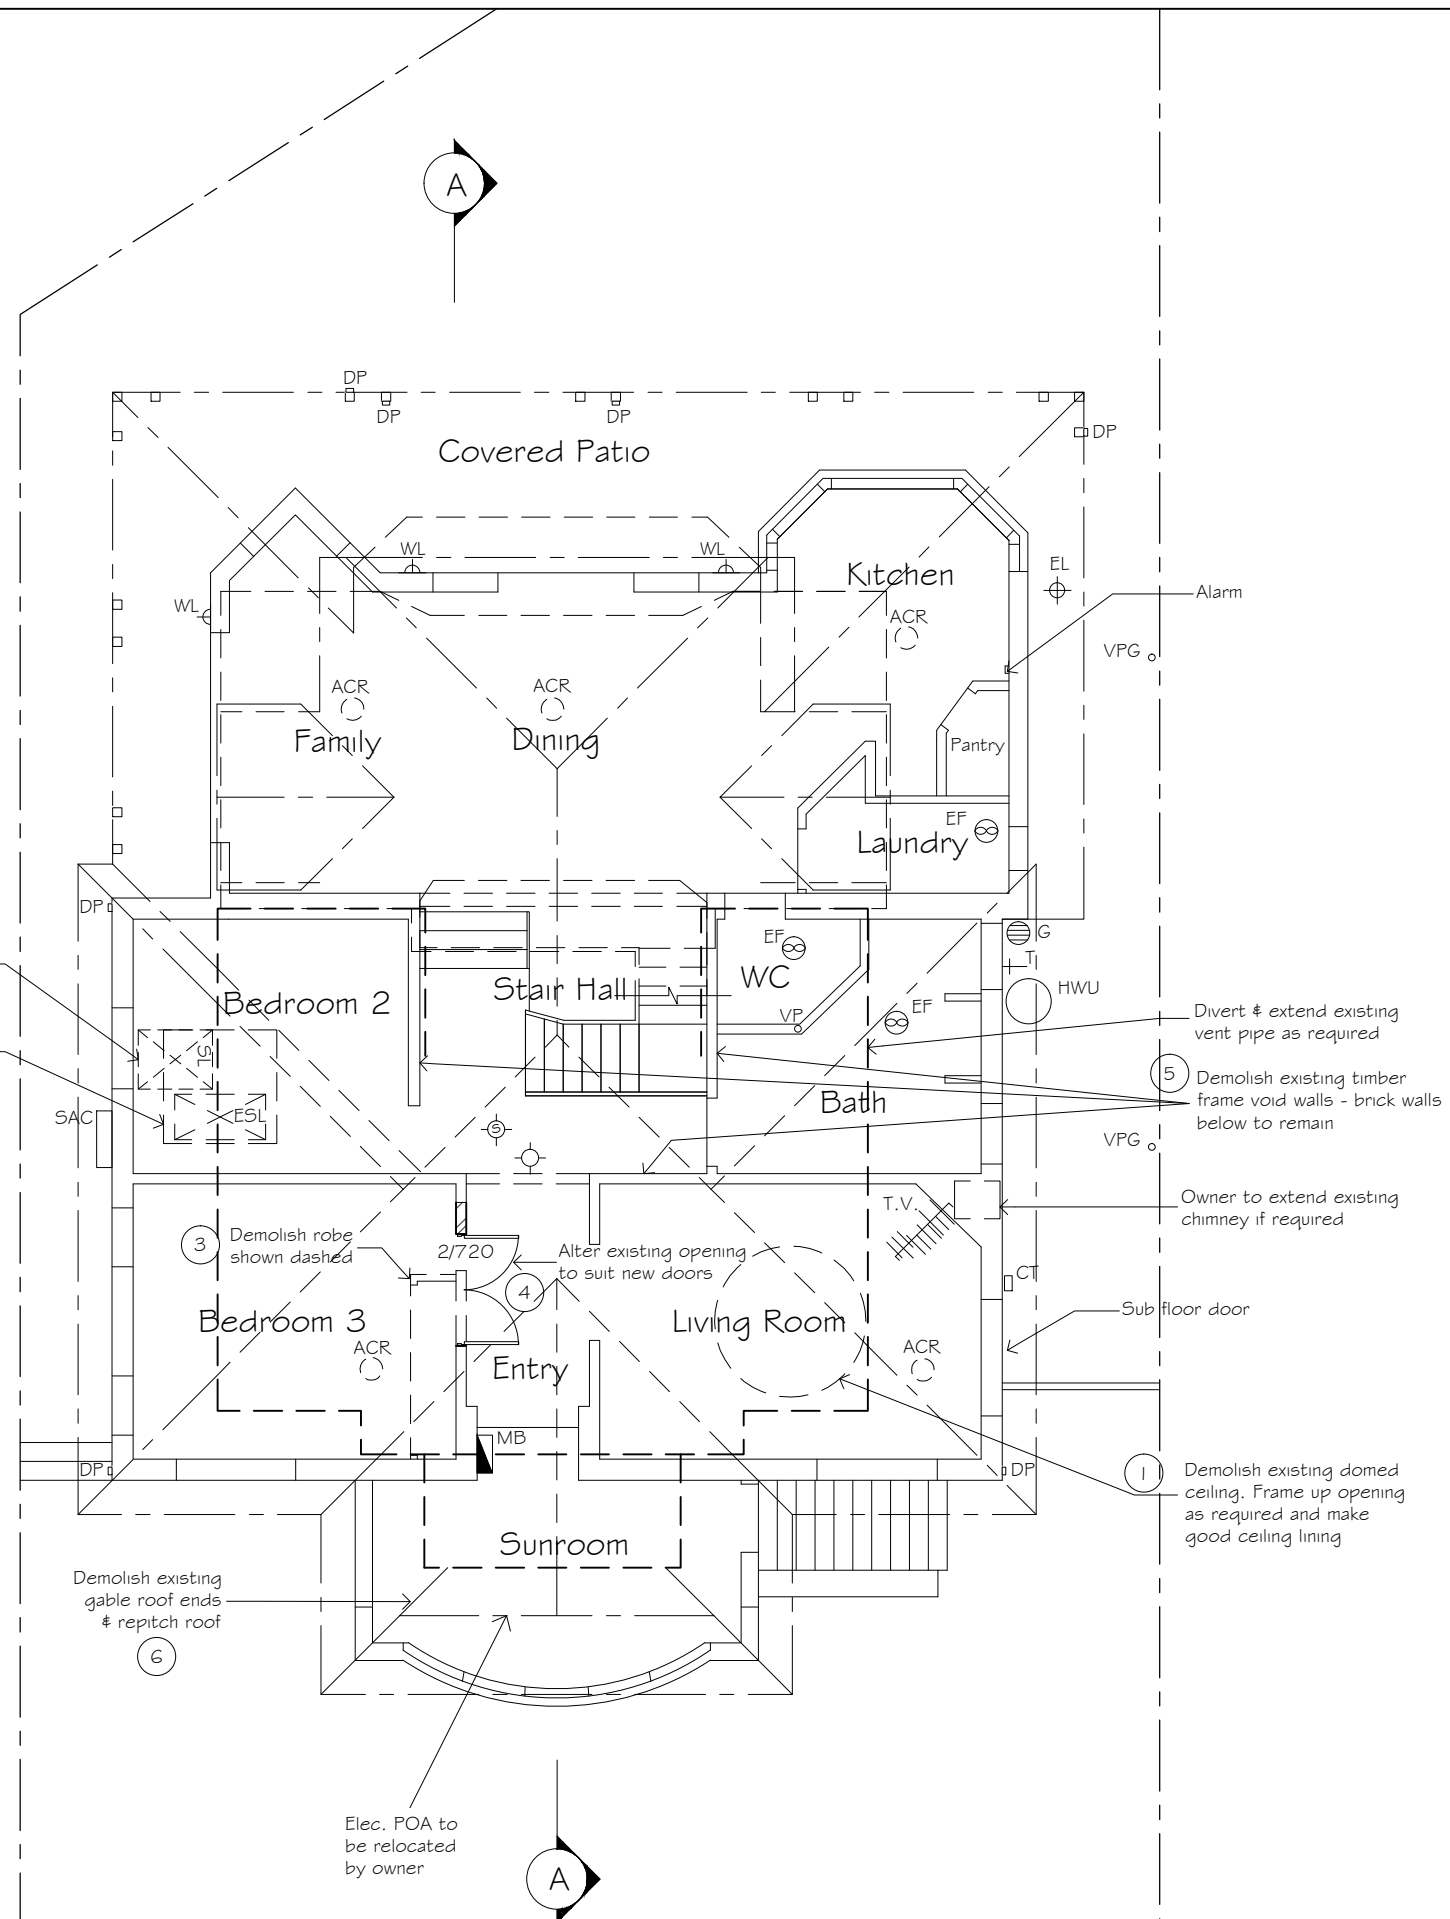 A
DP
DP
DP
DP
Covered Patio
WL
WL
Kitchen
EL
WL
ACR
Alarm
VPG
ACR
ACR
Family
Dining
Pantry
EF
Laundry
DP
EF
G
T
Stair Hall
WC
Bedroom 2
HWU
VP
EF
Divert & extend existing
vent pipe as required
SL
5
Demolish existing timber
frame void walls - brick walls
below to remain
Bath
SAC
ESL
S
VPG
T.V.
Owner to extend existing
chimney if required
3
Demolish robe
shown dashed
2/720
Alter existing opening
to suit new doors
4
CT
Bedroom 3
Living Room
Sub floor door
ACR
ACR
Entry
MB
DP
DP
1
Demolish existing domed
ceiling. Frame up opening
as required and make
good ceiling lining
Sunroom
Demolish existing
gable roof ends
& repitch roof
6
Elec. POA to
be relocated
by owner
A